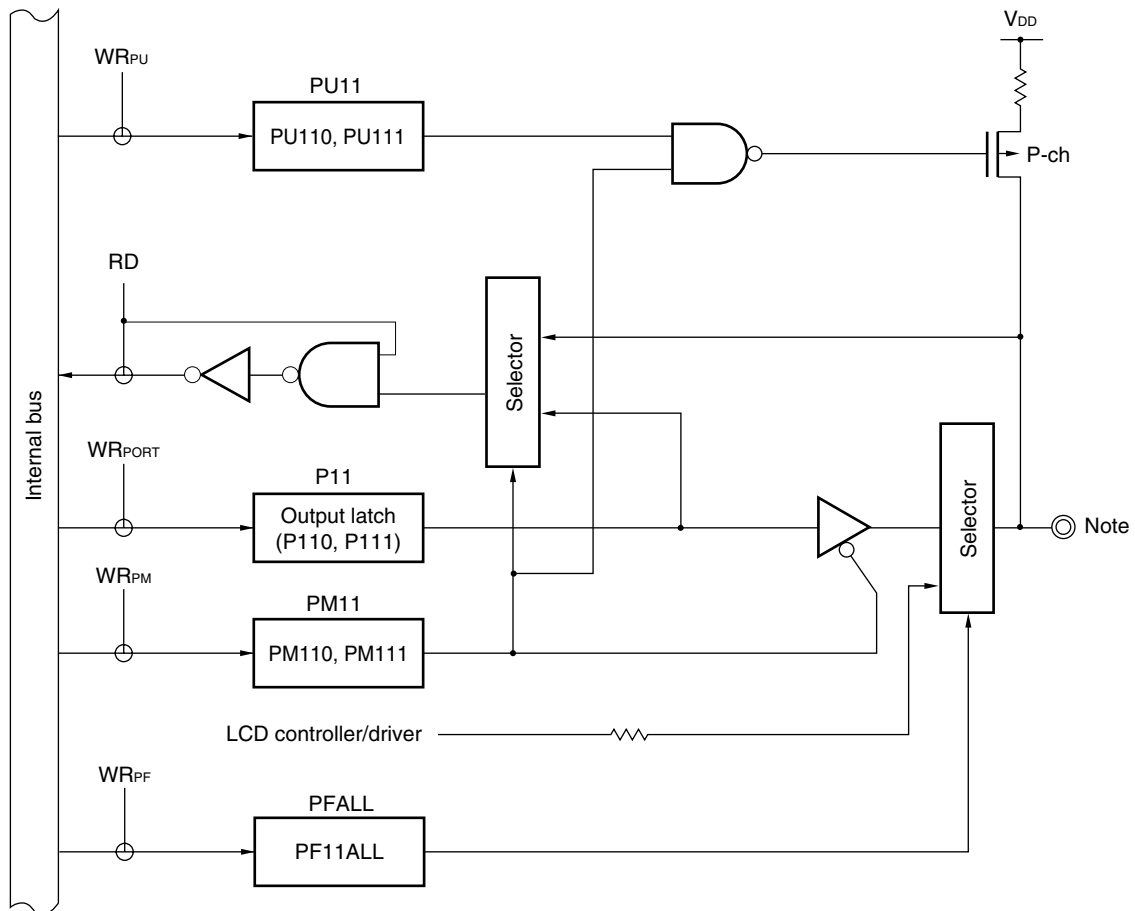 VDD
WRPU
PU11
PU110, PU111
P-ch
RD
Selector
Internal bus
WRPORT
P11
Output latch
(P110, P111)
Selector
Note
WRPM
PM11
PM110, PM111
LCD controller/driver
WRPF
PFALL
PF11ALL